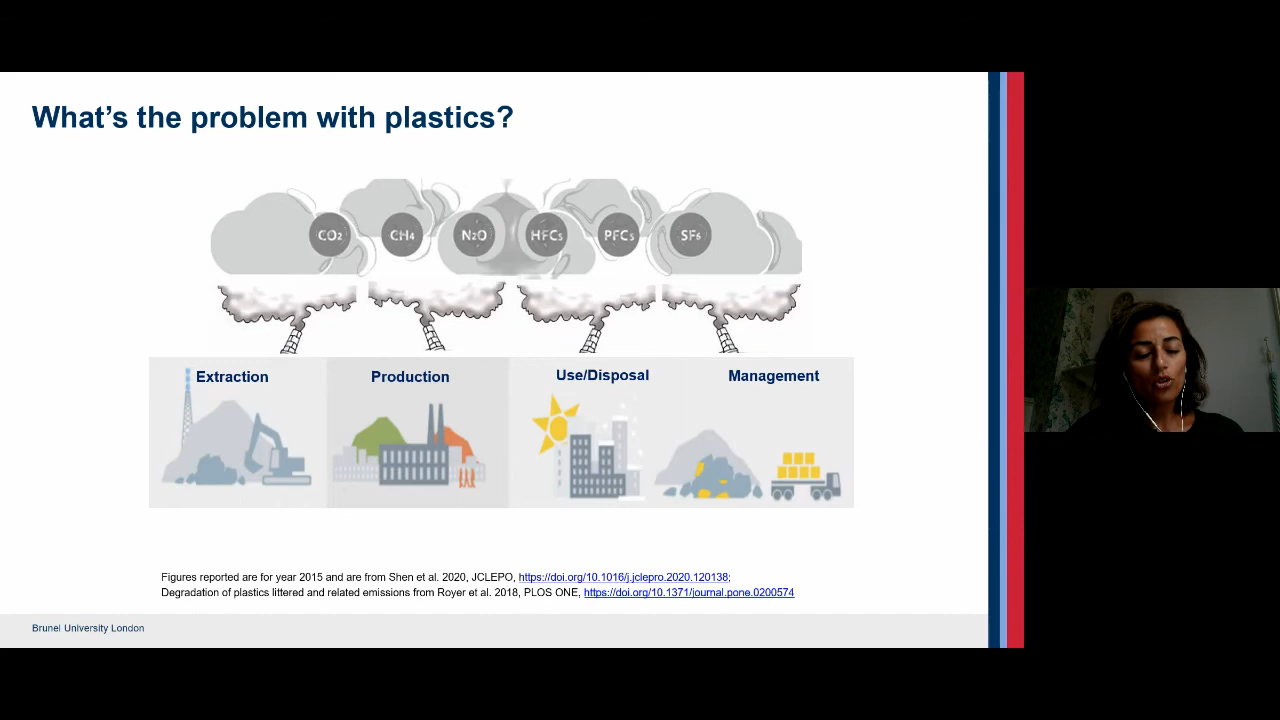 What's the problem with plastics?
CO2 CH4 N2O HFCs PFCs SF6
Extraction Production Use/Disposal Management
Figures reported are for year 2015 and are from Shen et al. 2020, JCLEPO, https://doi.org/10.1016/j.jclepro.2020.120138;
Degradation of plastics littered and related emissions from Royer et al. 2018, PLOS ONE, https://doi.org/10.1371/journal.pone.0200574
Brunel University London